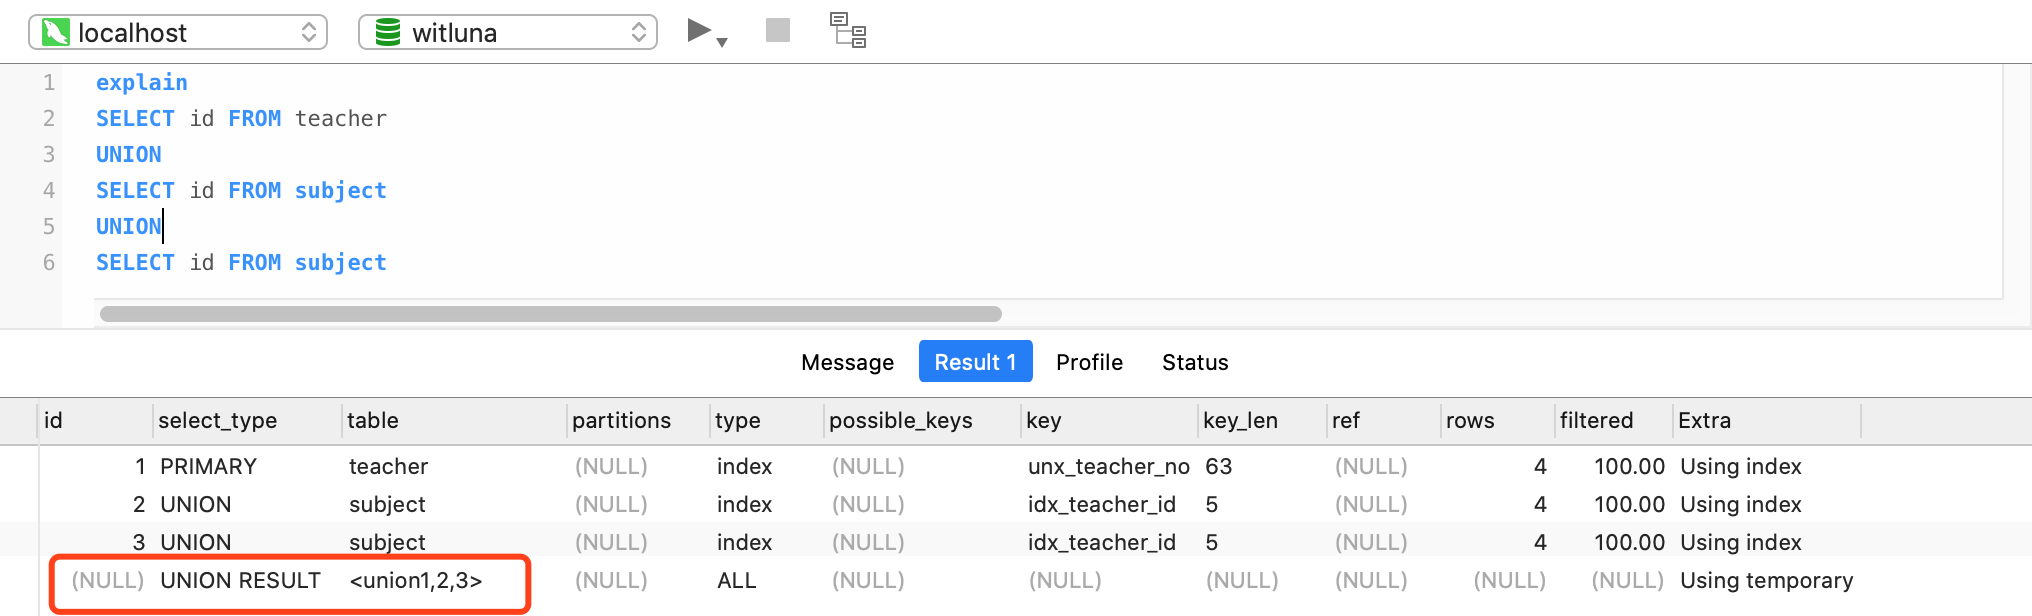 localhost witluna
1 explain
2 SELECT id FROM teacher
3 UNION
4 SELECT id FROM subject
5 UNION
6 SELECT id FROM subject
Message Result 1 Profile Status
id select_type table partitions type possible_keys key key_len ref rows filtered Extra
1 PRIMARY teacher (NULL) index (NULL) unx_teacher_no 63 (NULL) 4 100.00 Using index
2 UNION subject (NULL) index (NULL) idx_teacher_id 5 (NULL) 4 100.00 Using index
3 UNION subject (NULL) index (NULL) idx_teacher_id 5 (NULL) 4 100.00 Using index
(NULL) UNION RESULT <union1,2,3> (NULL) ALL (NULL) (NULL) (NULL) (NULL) (NULL) (NULL) Using temporary